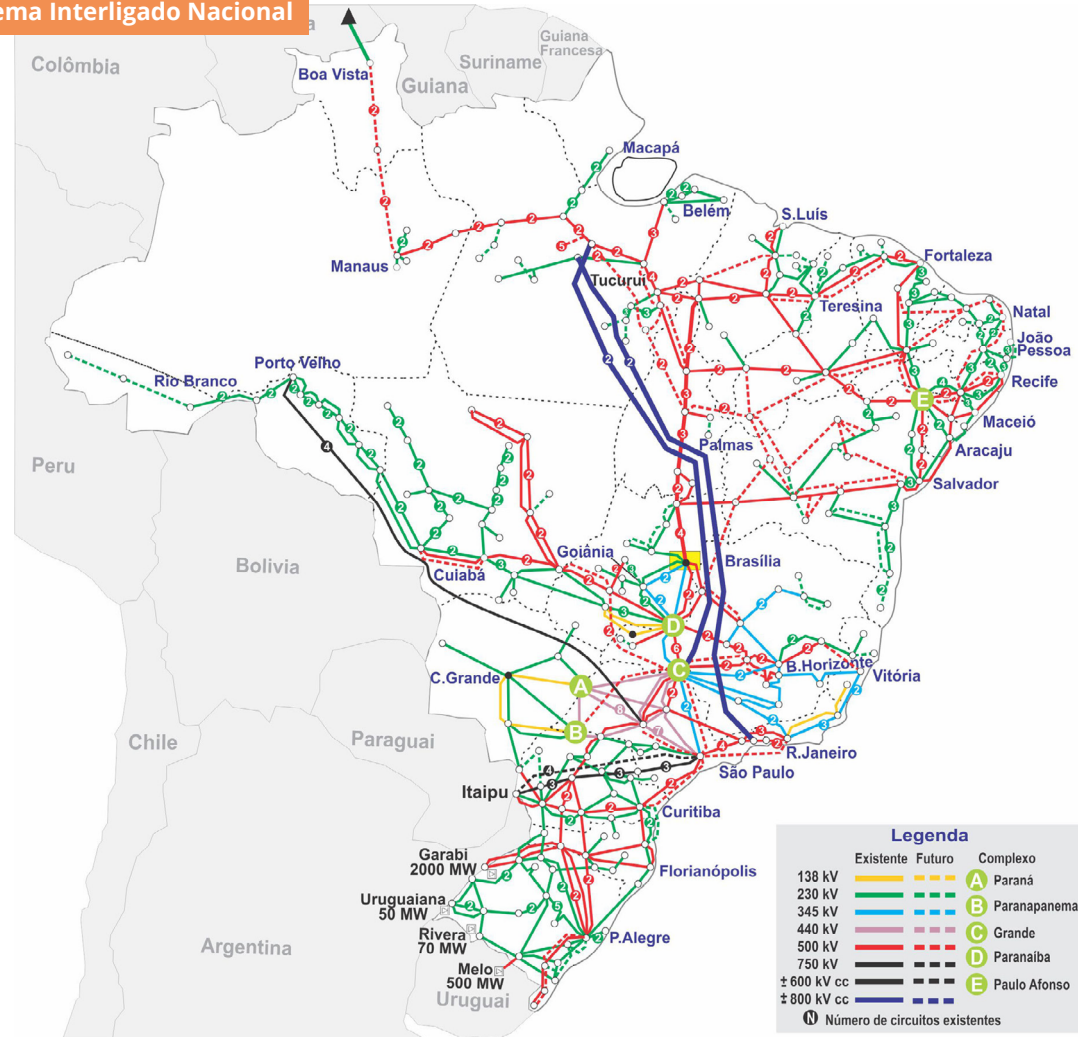 ema Interligado Nacional
a
Colômbia
Boa Vista
Guiana
Suriname
Guiana
Francesa
Macapá
Belém
S.Luís
Manaus
Tucuruí
Fortaleza
Teresina
Natal
João
Pessoa
Recife
Maceió
Aracaju
Salvador
Porto Velho
Rio Branco
Palmas
Peru
Bolivia
Cuiabá
Goiânia
Brasília
C.Grande
B.Horizonte
Vitória
Chile
Paraguai
R.Janeiro
São Paulo
Itaipu
Curitiba
Garabi
2000 MW
Florianópolis
Uruguaiana
50 MW
Rivera
70 MW
P.Alegre
Melo
500 MW
Uruguai
Argentina
A
B
C
D
E
Legenda
Existente Futuro Complexo
138 kV A Paraná
230 kV
345 kV B Paranapanema
440 kV C Grande
500 kV
750 kV D Paranaíba
± 600 kV cc E Paulo Afonso
± 800 kV cc
N Número de circuitos existentes